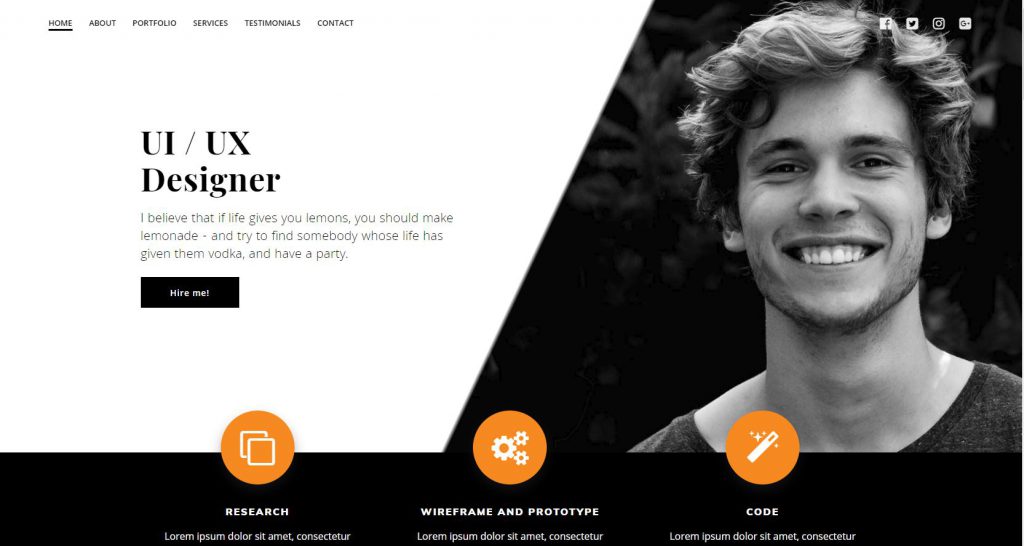 HOME ABOUT PORTFOLIO SERVICES TESTIMONIALS CONTACT
UI / UX
Designer
I believe that if life gives you lemons, you should make
lemonade - and try to find somebody whose life has
given them vodka, and have a party.
Hire me!
RESEARCH
Lorem ipsum dolor sit amet, consectetur
WIREFRAME AND PROTOTYPE
Lorem ipsum dolor sit amet, consectetur
CODE
Lorem ipsum dolor sit amet, consectetur